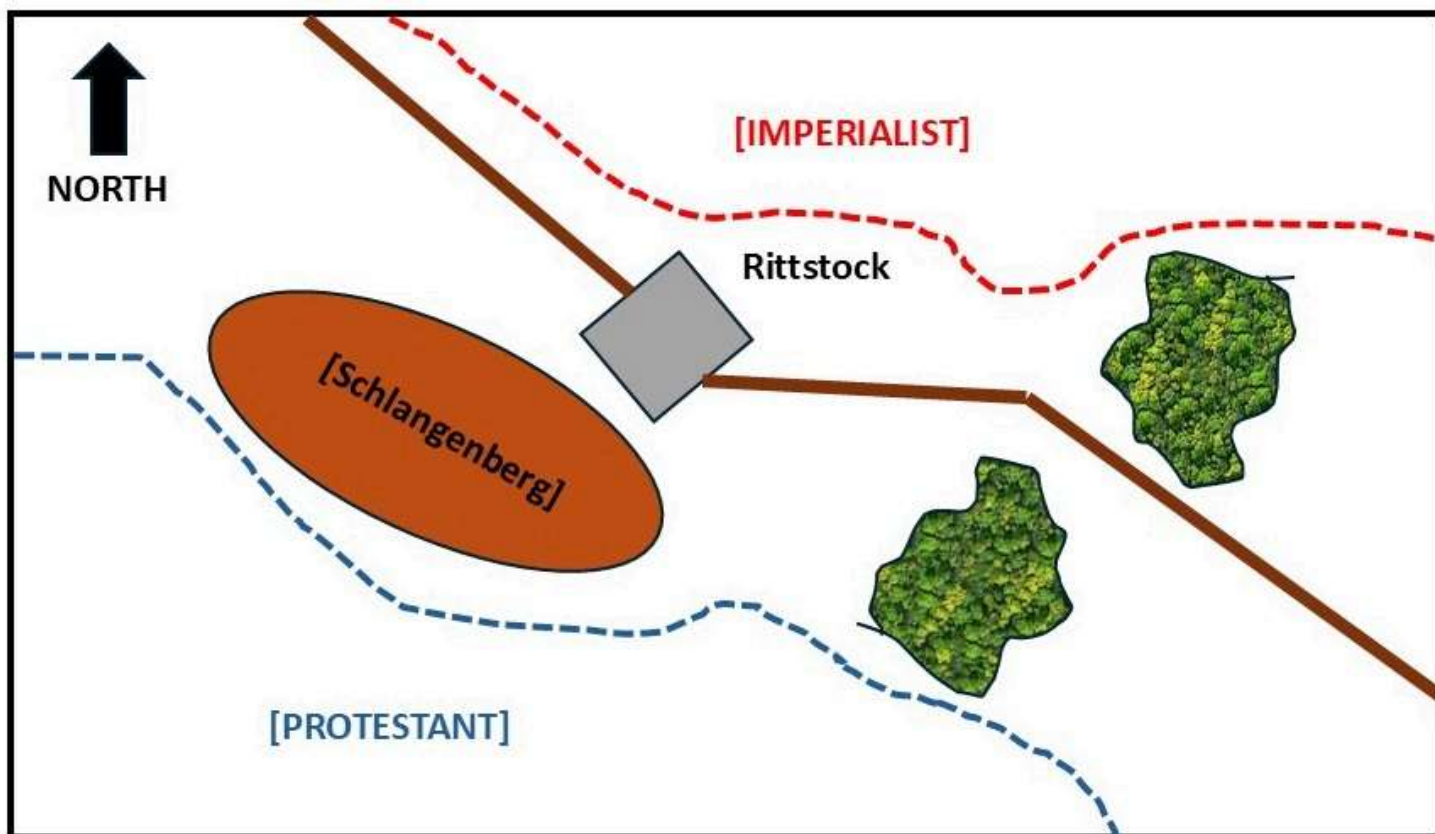 [IMPERIALIST]
NORTH
Rittstock
[Schlangenberg]
[PROTESTANT]